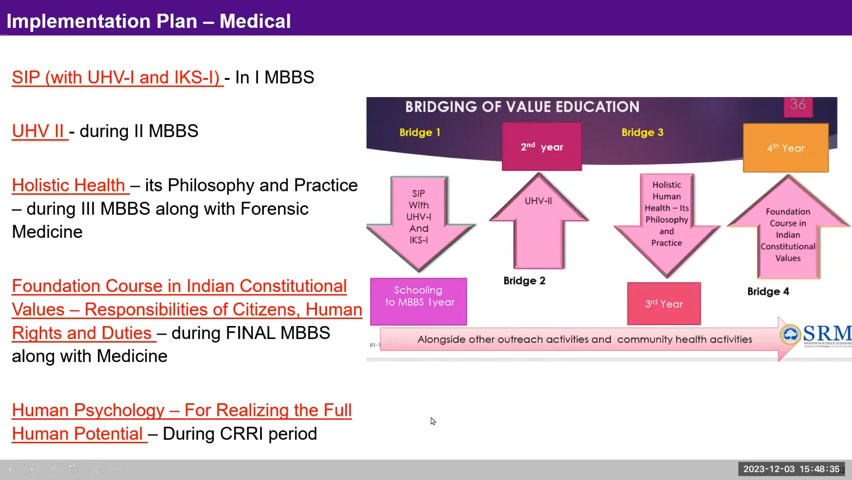 Implementation Plan – Medical
SIP (with UHV-I and IKS-I) - In I MBBS
UHV II - during II MBBS
Holistic Health – its Philosophy and Practice
– during III MBBS along with Forensic
Medicine
Foundation Course in Indian Constitutional
Values – Responsibilities of Citizens, Human
Rights and Duties – during FINAL MBBS
along with Medicine
Human Psychology – For Realizing the Full
Human Potential – During CRRI period
BRIDGING OF VALUE EDUCATION
36
Bridge 1
2nd year
Bridge 3
4th Year
SIP
With
UHV-I
And
IKS-I
UHV-II
Holistic
Human
Health – Its
Philosophy
and
Practice
Foundation
Course in
Indian
Constitutional
Values
Schooling
to MBBS 1year
Bridge 2
3rd Year
Bridge 4
Alongside other outreach activities and community health activities
SRM
2023-12-03 15:48:35